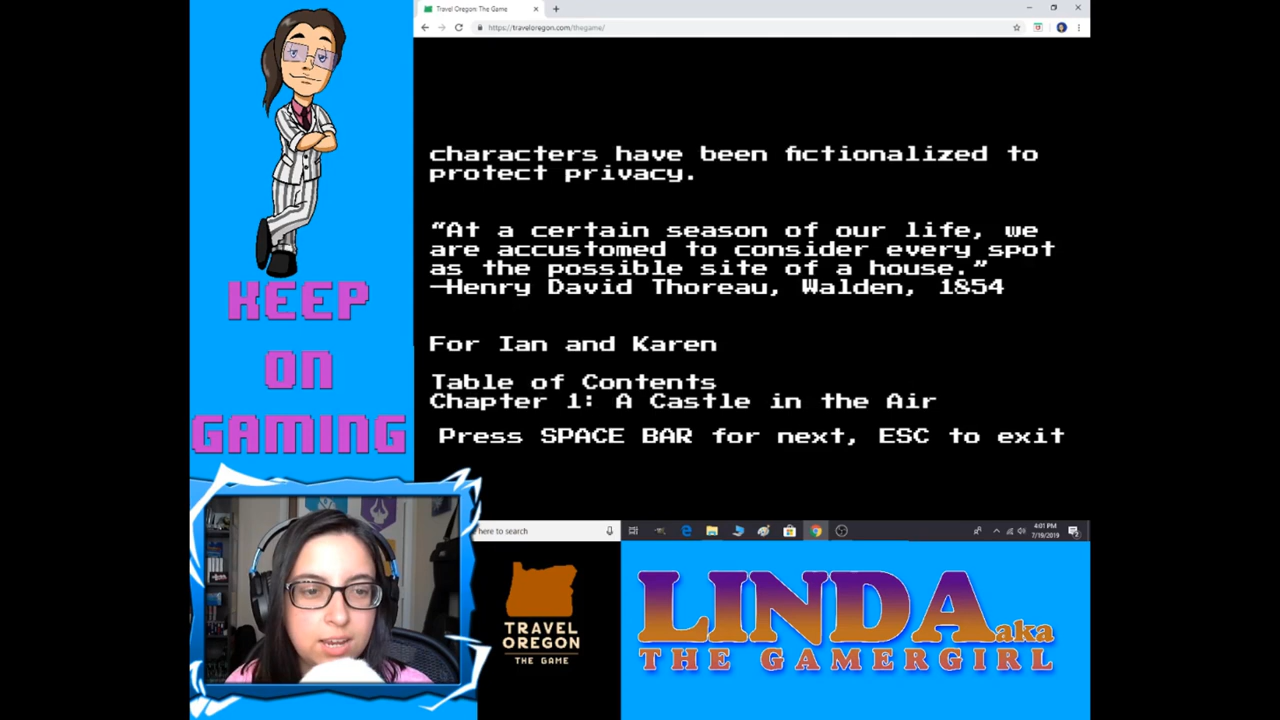 Travel Oregon: The Game
https://traveloregon.com/thegame/
characters have been fictionalized to
protect privacy.
“At a certain season of our life, we
are accustomed to consider every spot
as the possible site of a house.”
—Henry David Thoreau, Walden, 1854
For Ian and Karen
Table of Contents
Chapter 1: A Castle in the Air
Press SPACE BAR for next, ESC to exit
KEEP
ON
GAMING
here to search
4:01 PM
7/19/2019
TRAVEL
OREGON
THE GAME
LINDA aka
THE GAMERGIRL